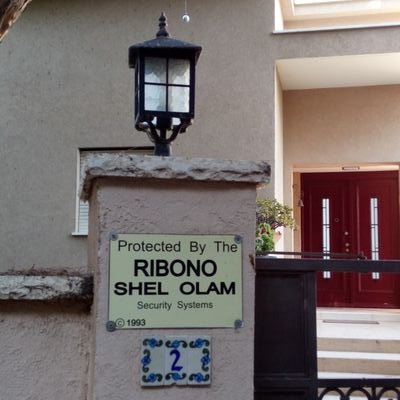 Protected By The
RIBONO
SHEL OLAM
Security Systems
©1993
2